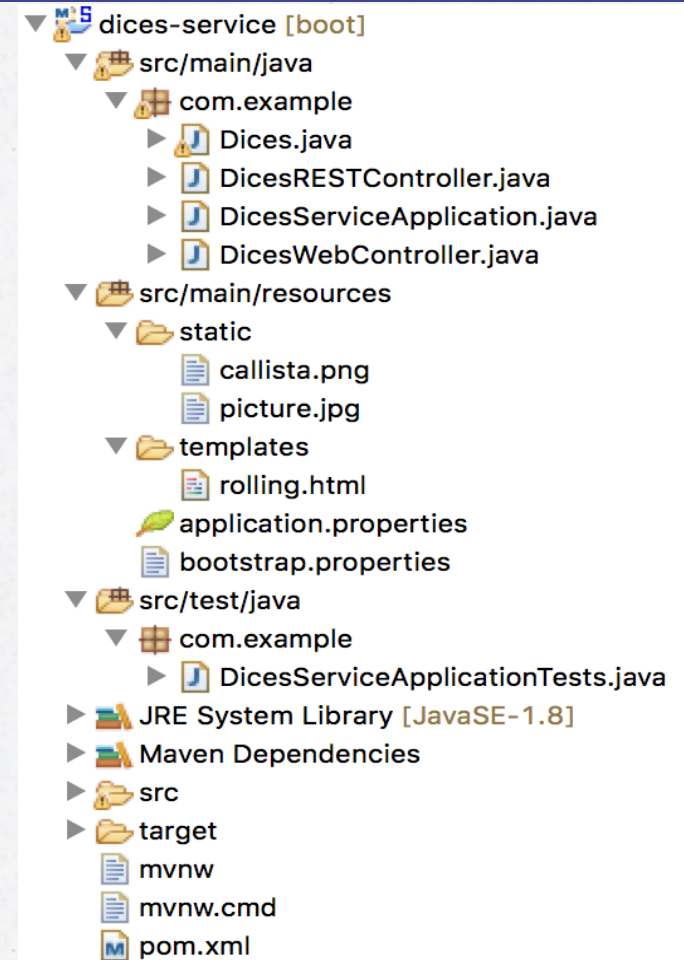 dices-service [boot]
src/main/java
com.example
Dices.java
DicesRESTController.java
DicesServiceApplication.java
DicesWebController.java
src/main/resources
static
callista.png
picture.jpg
templates
rolling.html
application.properties
bootstrap.properties
src/test/java
com.example
DicesServiceApplicationTests.java
JRE System Library [JavaSE-1.8]
Maven Dependencies
src
target
mvnw
mvnw.cmd
pom.xml